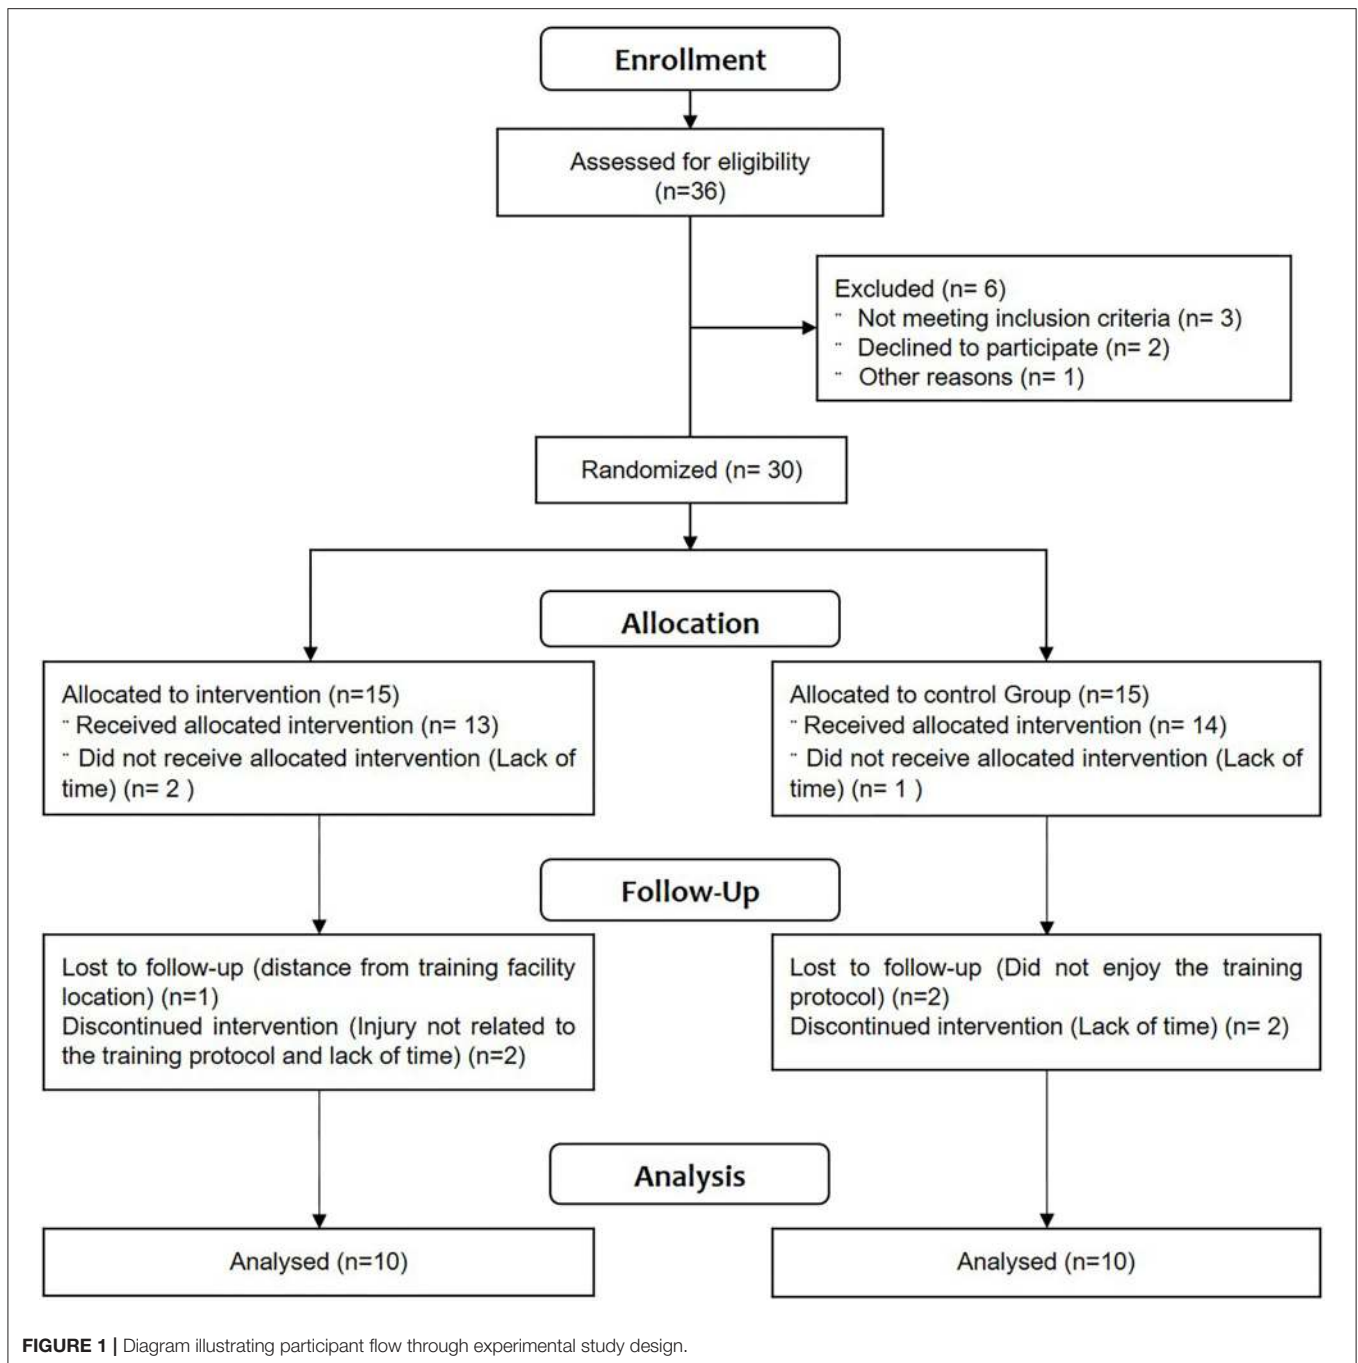 Enrollment
Assessed for eligibility
(n=36)
Excluded (n= 6)
¨ Not meeting inclusion criteria (n= 3)
¨ Declined to participate (n= 2)
¨ Other reasons (n= 1)
Randomized (n= 30)
Allocation
Allocated to intervention (n=15)
¨ Received allocated intervention (n= 13)
¨ Did not receive allocated intervention (Lack of
time) (n= 2 )
Allocated to control Group (n=15)
¨ Received allocated intervention (n= 14)
¨ Did not receive allocated intervention (Lack of
time) (n= 1 )
Follow-Up
Lost to follow-up (distance from training facility
location) (n=1)
Discontinued intervention (Injury not related to
the training protocol and lack of time) (n=2)
Lost to follow-up (Did not enjoy the training
protocol) (n=2)
Discontinued intervention (Lack of time) (n= 2)
Analysis
Analysed (n=10)
Analysed (n=10)
FIGURE 1 | Diagram illustrating participant flow through experimental study design.